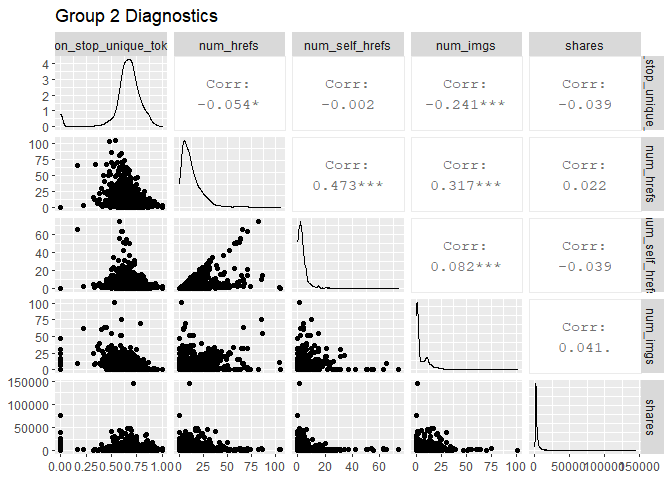 Group 2 Diagnostics
on_stop_unique_tok
num_hrefs
num_self_hrefs
num_imgs
shares
4
3
2
1
0
Corr:
-0.054*
Corr:
-0.002
Corr:
-0.241***
Corr:
-0.039
_stop_unique_
100
75
50
25
0
Corr:
0.473***
Corr:
0.317***
Corr:
0.022
num_hrefs
60
40
20
0
Corr:
0.082***
Corr:
-0.039
num_self_hrefs
100
75
50
25
0
Corr:
0.041.
num_imgs
150000
100000
50000
0
shares
0.00 0.25 0.50 0.75 1.00
0 25 50 75 100
0 20 40 60
0 25 50 75 100
0 50000 100000 150000